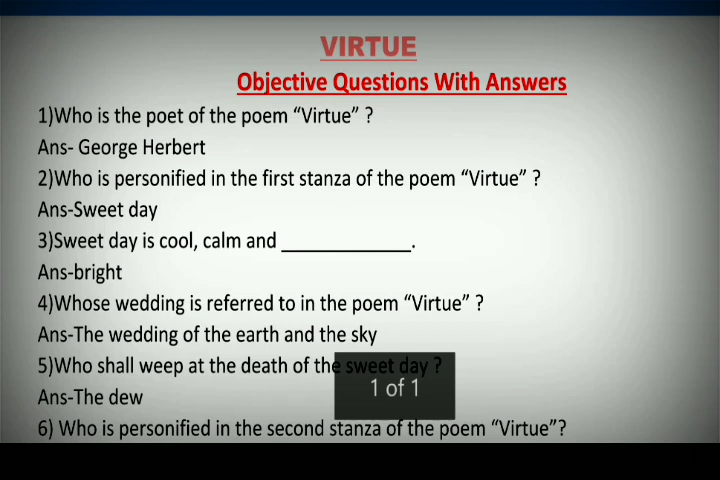 VIRTUE
Objective Questions With Answers
1)Who is the poet of the poem “Virtue” ?
Ans- George Herbert
2)Who is personified in the first stanza of the poem “Virtue” ?
Ans-Sweet day
3)Sweet day is cool, calm and _____________.
Ans-bright
4)Whose wedding is referred to in the poem “Virtue” ?
Ans-The wedding of the earth and the sky
5)Who shall weep at the death of the sweet day ?
1 of 1
Ans-The dew
6) Who is personified in the second stanza of the poem “Virtue”?